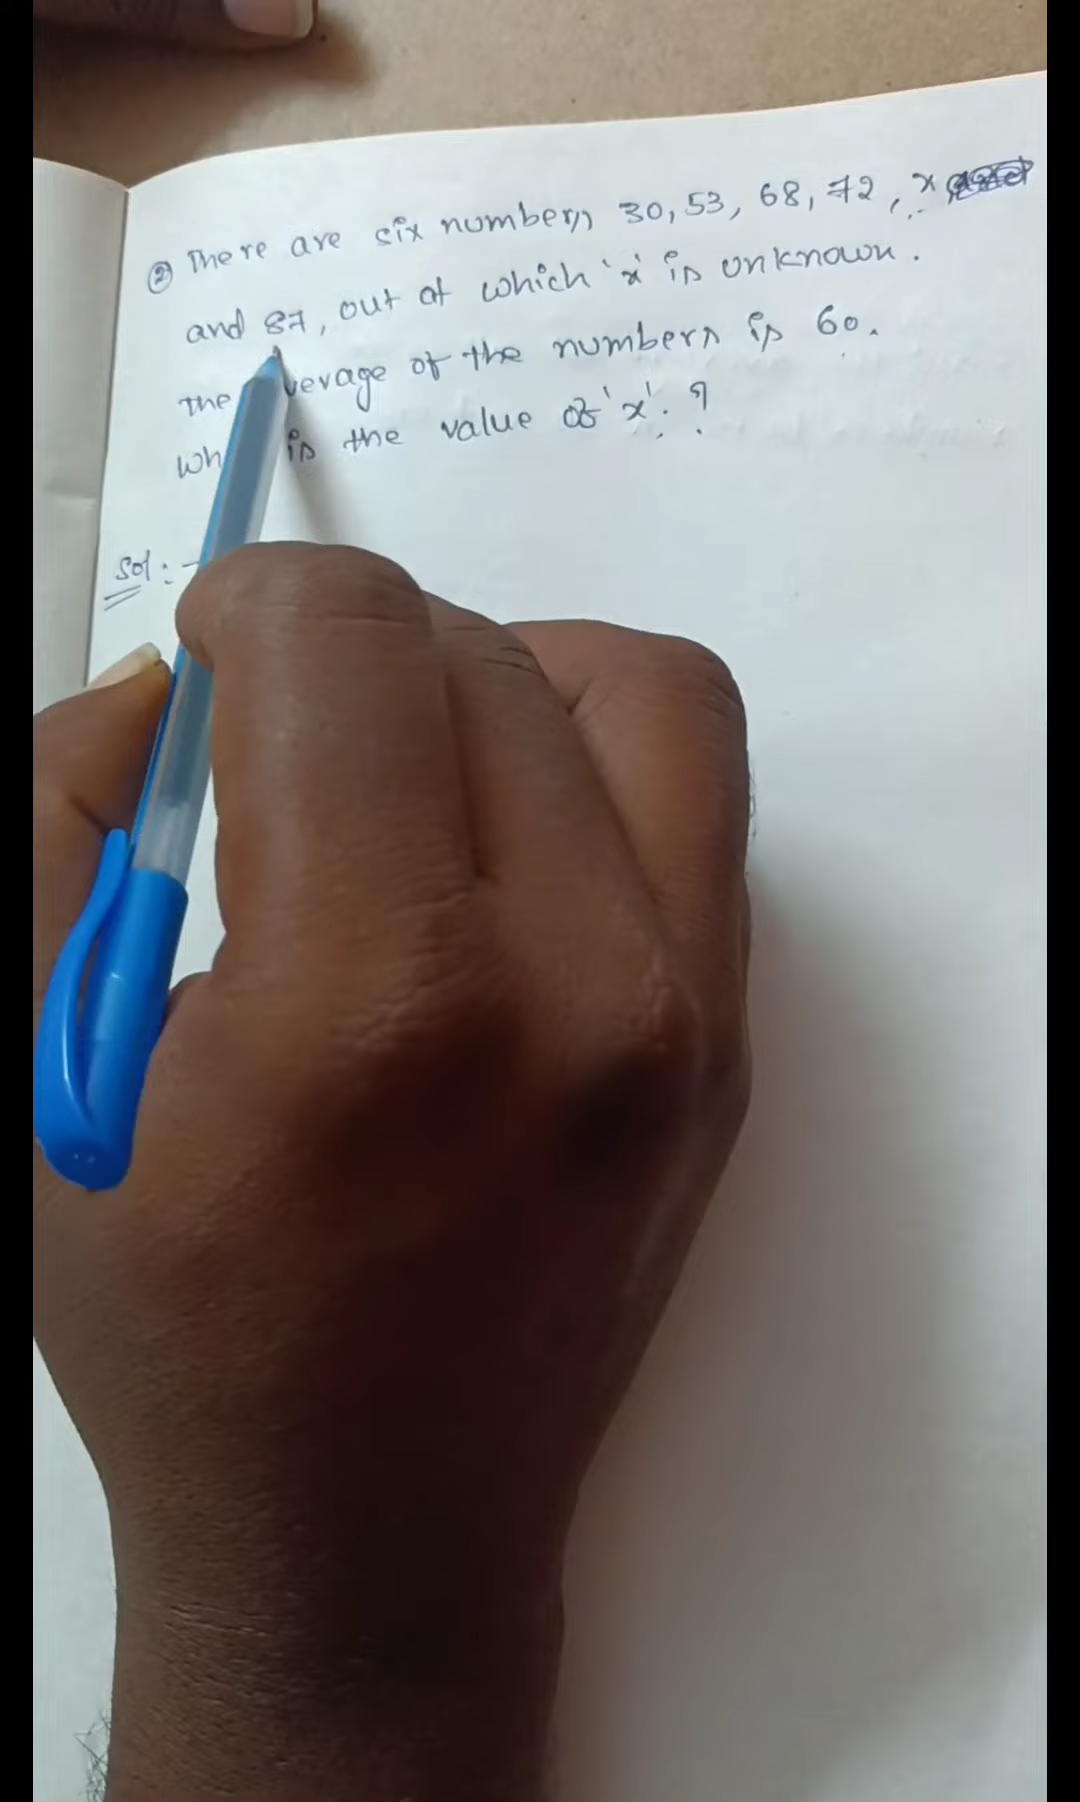 ② There are six numbers 30, 53, 68, 72, x
and 87, out of which 'x' is unknown.
The verage of the numbers is 60.
Wh is the value of 'x'. ?
Sol : -